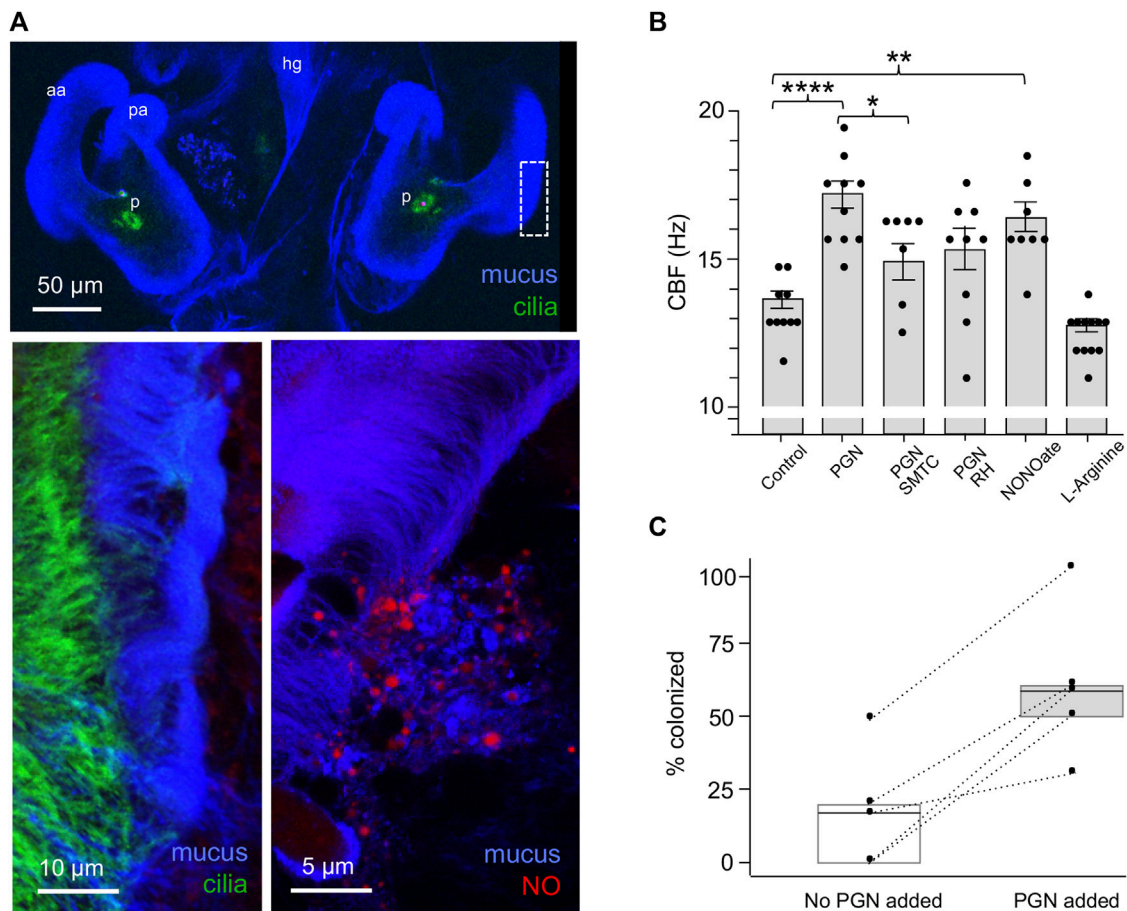 A
aa
pa
hg
p
p
50 µm
mucus
cilia
10 µm
mucus
cilia
5 µm
mucus
NO
B
**
****
*
CBF (Hz)
20
15
10
Control
PGN
PGN SMTC
PGN RH
NONOate
L-Arginine
C
% colonized
100
75
50
25
0
No PGN added
PGN added